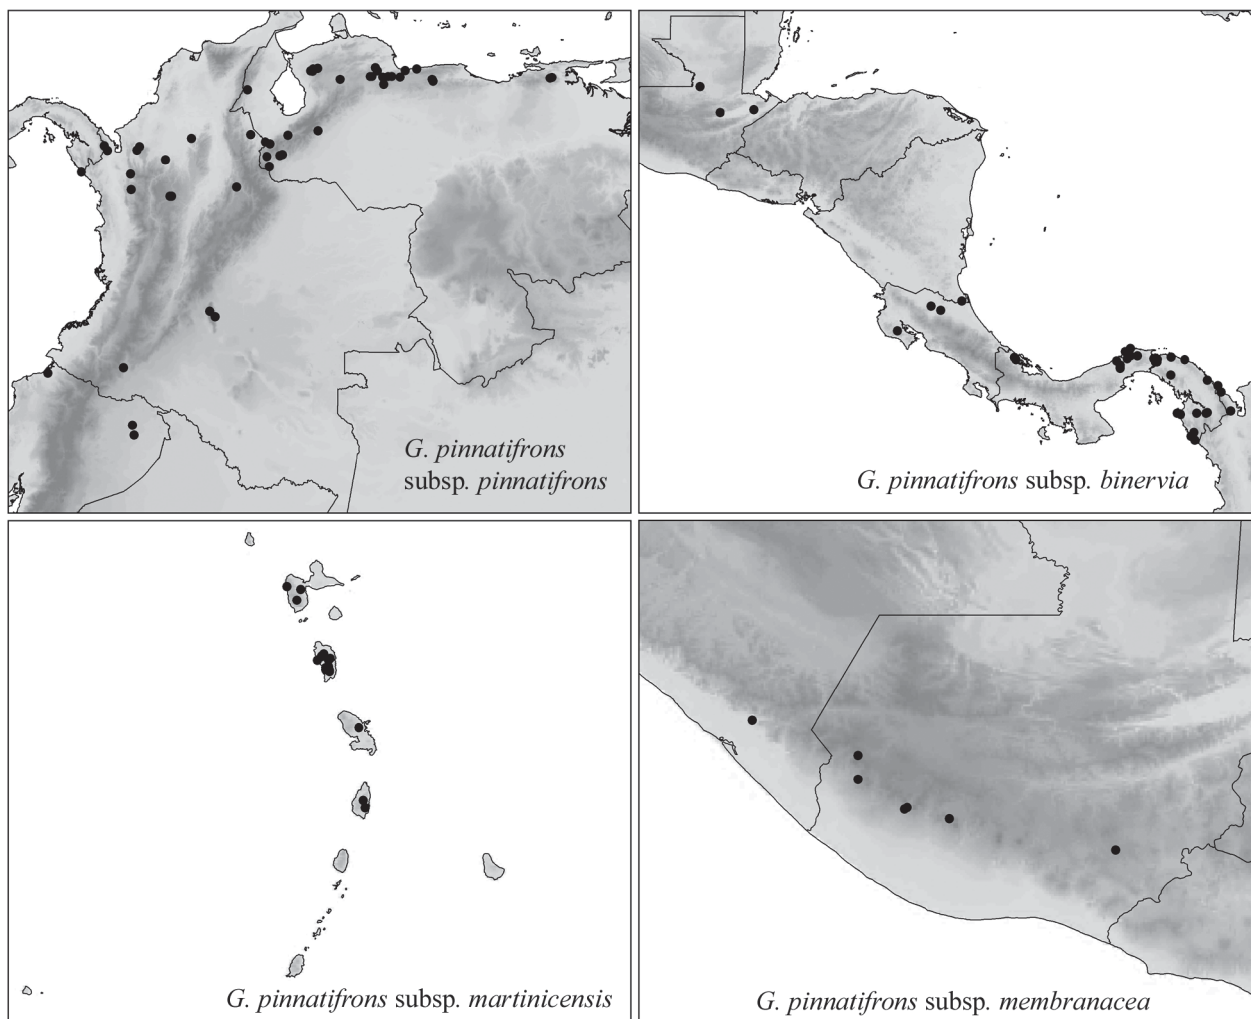 G. pinnatifrons
subsp. pinnatifrons
G. pinnatifrons subsp. binervia
G. pinnatifrons subsp. martinicensis
G. pinnatifrons subsp. membranacea